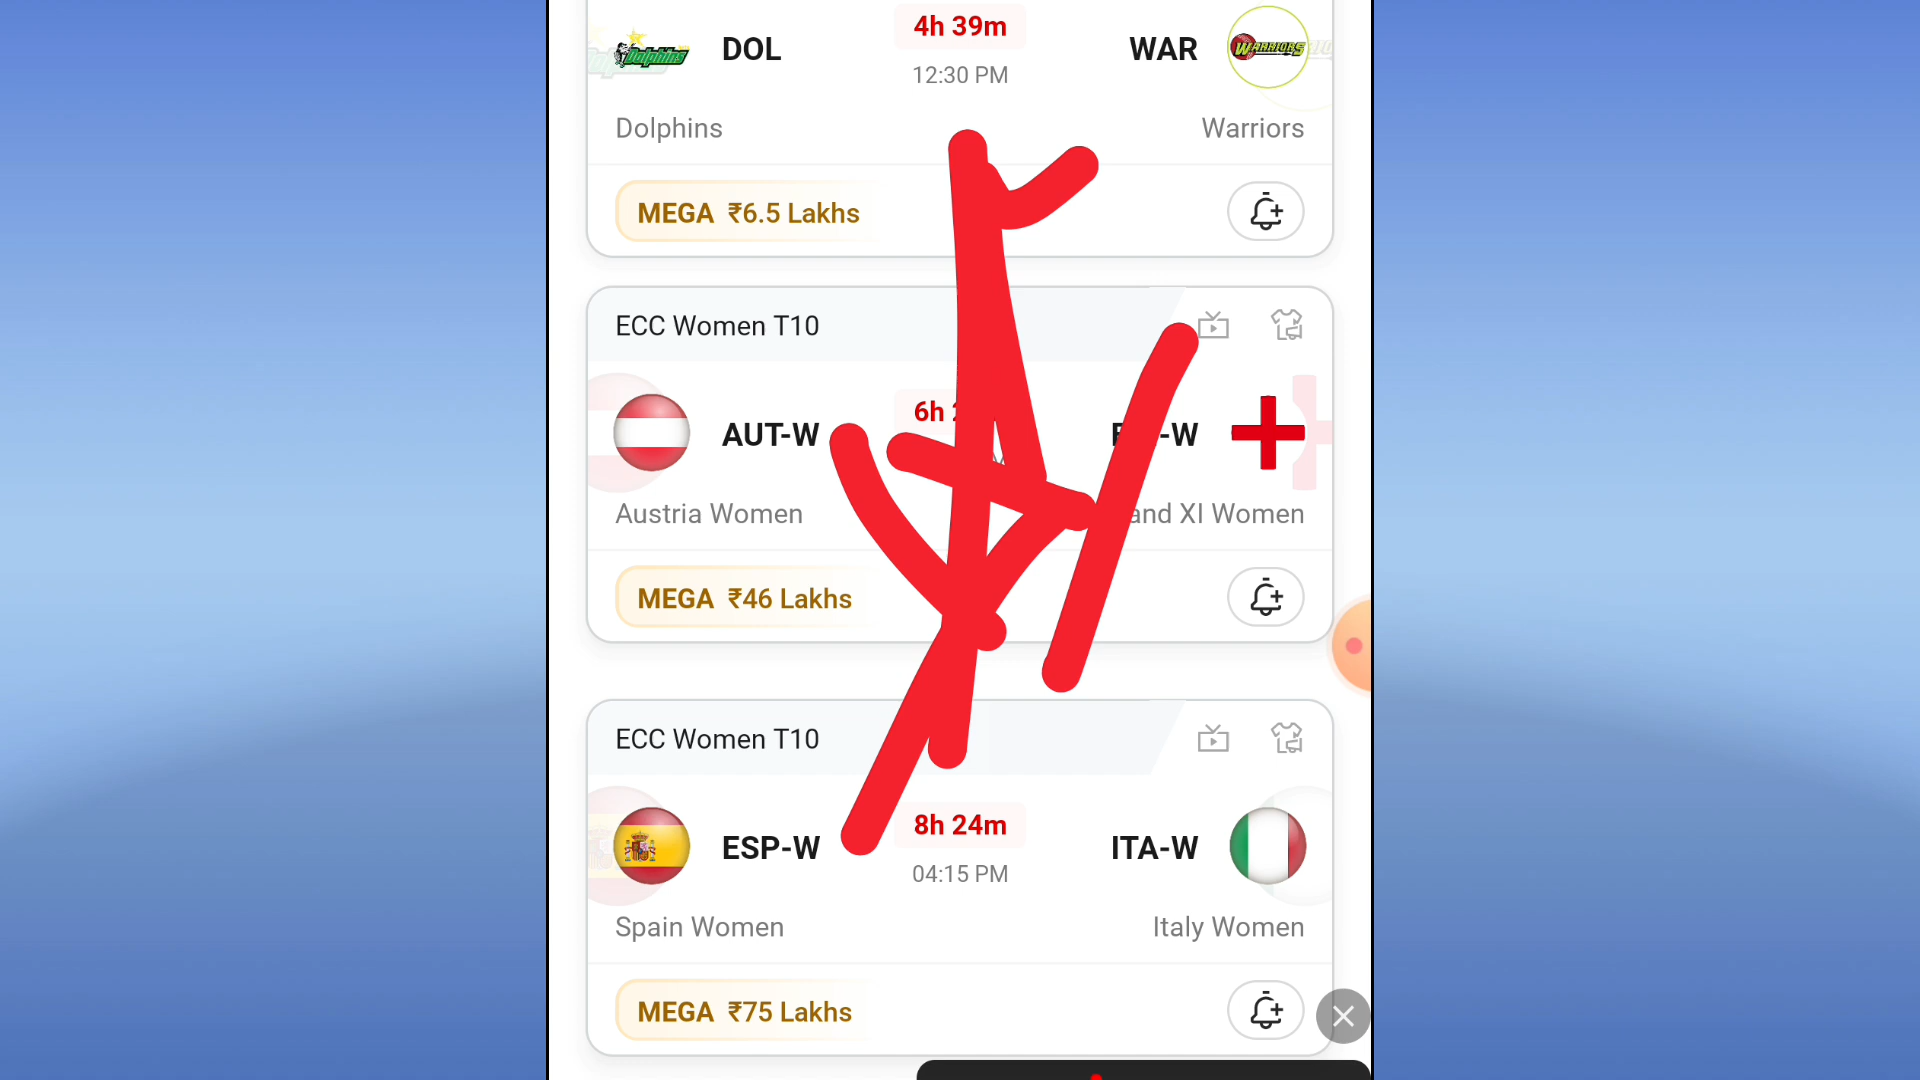 Dolphins DOL 4h 39m WAR WARRIORS
12:30 PM
Dolphins Warriors
MEGA ₹6.5 Lakhs
ECC Women T10
AUT-W 6h -W
Austria Women and XI Women
MEGA ₹46 Lakhs
ECC Women T10
ESP-W 8h 24m ITA-W
04:15 PM
Spain Women Italy Women
MEGA ₹75 Lakhs